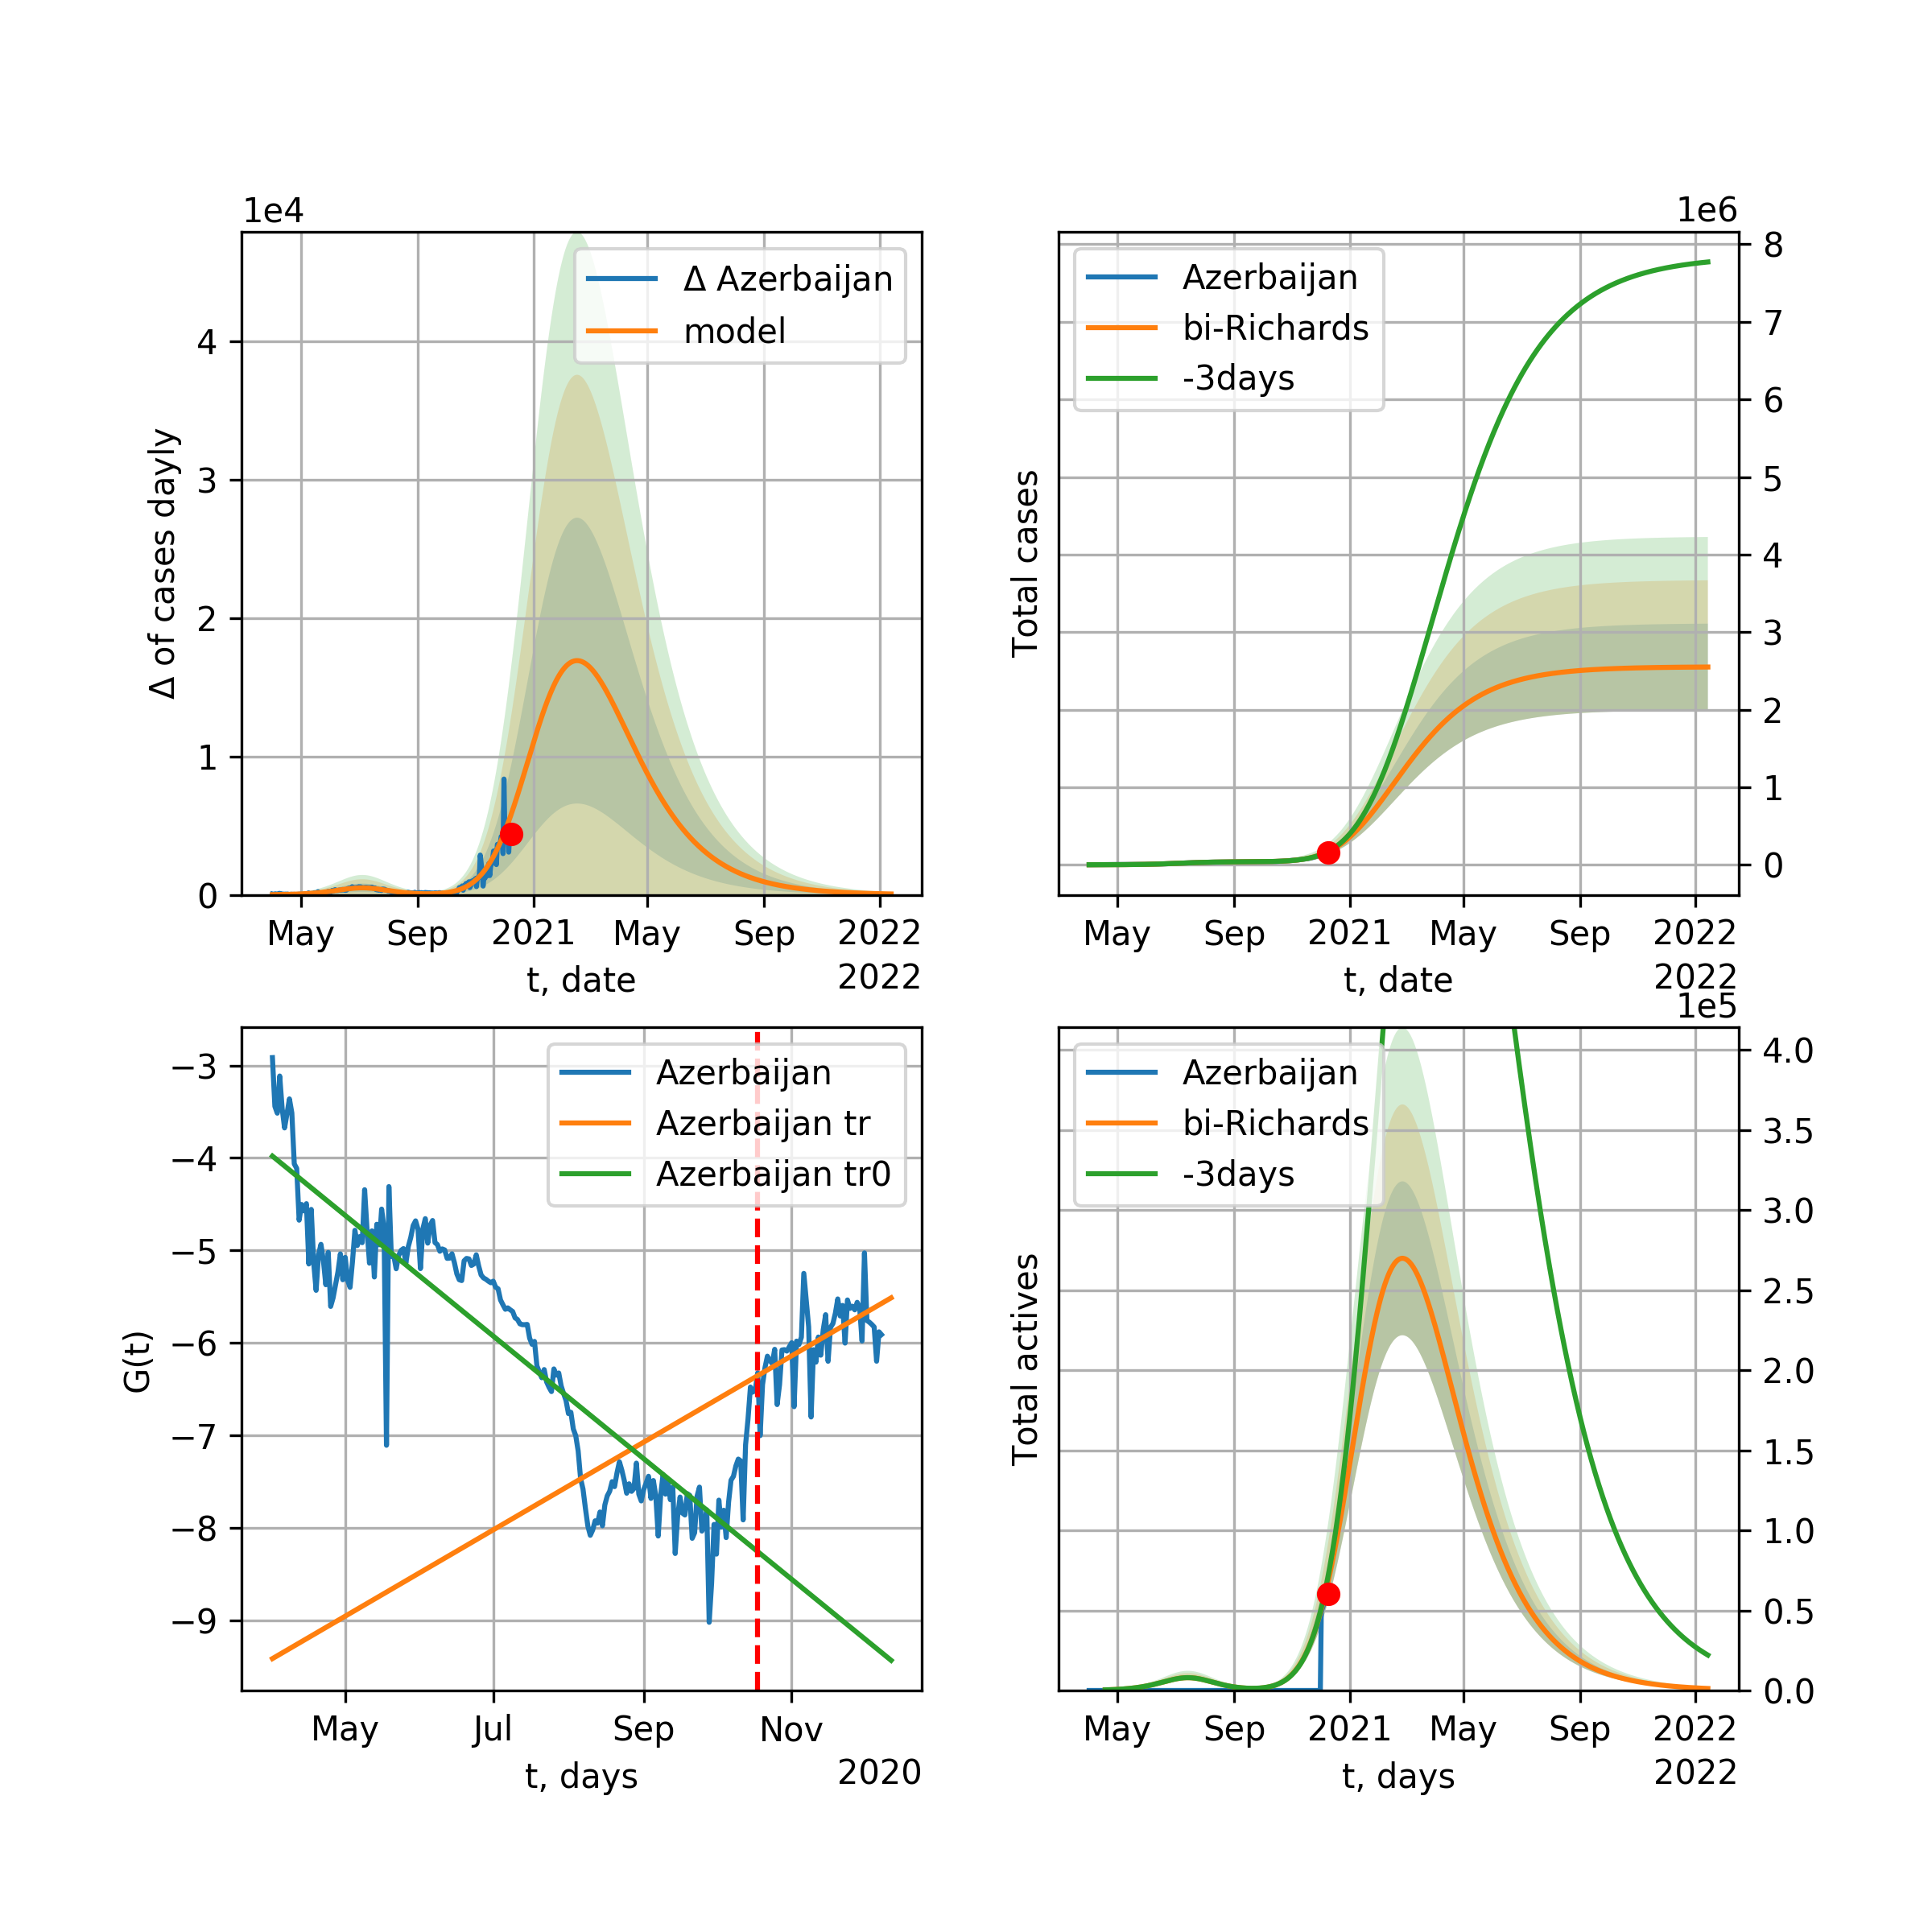 1e4
Δ Azerbaijan
model
4
3
2
1
0
Δ of cases dayly
May Sep 2021 May Sep 2022
t, date
2022
1e6
Azerbaijan
bi-Richards
-3days
8
7
6
5
4
3
2
1
0
Total cases
May Sep 2021 May Sep 2022
t, date
2022
Azerbaijan
Azerbaijan tr
Azerbaijan tr0
−3
−4
−5
−6
−7
−8
−9
G(t)
May Jul Sep Nov
t, days
2020
1e5
Azerbaijan
bi-Richards
-3days
4.0
3.5
3.0
2.5
2.0
1.5
1.0
0.5
0.0
Total actives
May Sep 2021 May Sep 2022
t, days
2022